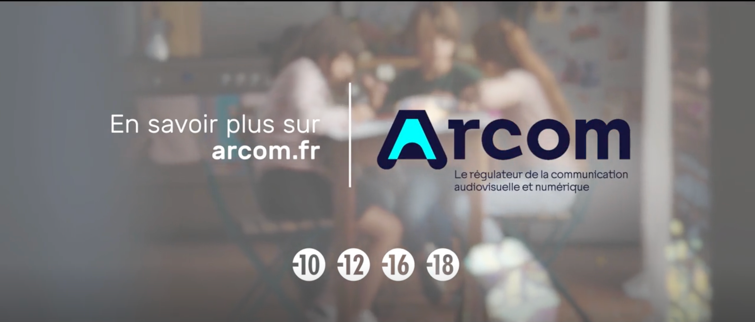 En savoir plus sur
arcom.fr
Arcom
Le régulateur de la communication
audiovisuelle et numérique
-10 -12 -16 -18